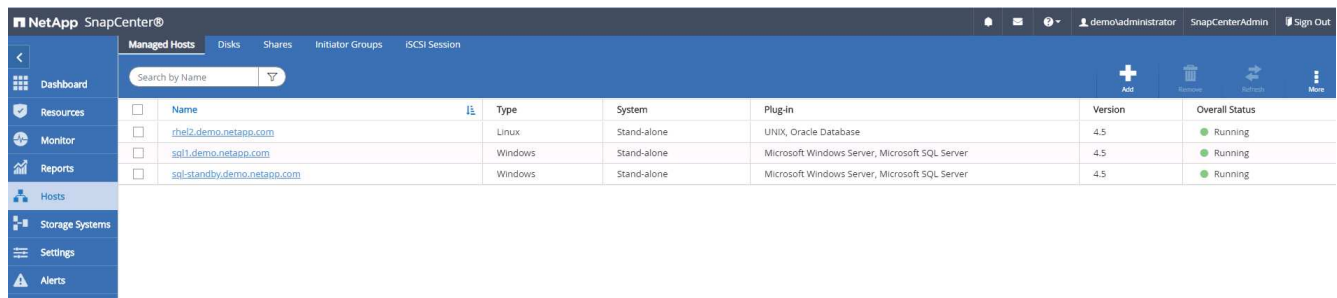 NetApp SnapCenter® demo\administrator SnapCenterAdmin Sign Out
Managed Hosts Disks Shares Initiator Groups iSCSI Session
Search by Name
Add Remove Refresh More
Dashboard
Resources
Monitor
Reports
Hosts
Storage Systems
Settings
Alerts
Name Type System Plug-in Version Overall Status
rhel2.demo.netapp.com Linux Stand-alone UNIX, Oracle Database 4.5 Running
sql1.demo.netapp.com Windows Stand-alone Microsoft Windows Server, Microsoft SQL Server 4.5 Running
sql-standby.demo.netapp.com Windows Stand-alone Microsoft Windows Server, Microsoft SQL Server 4.5 Running